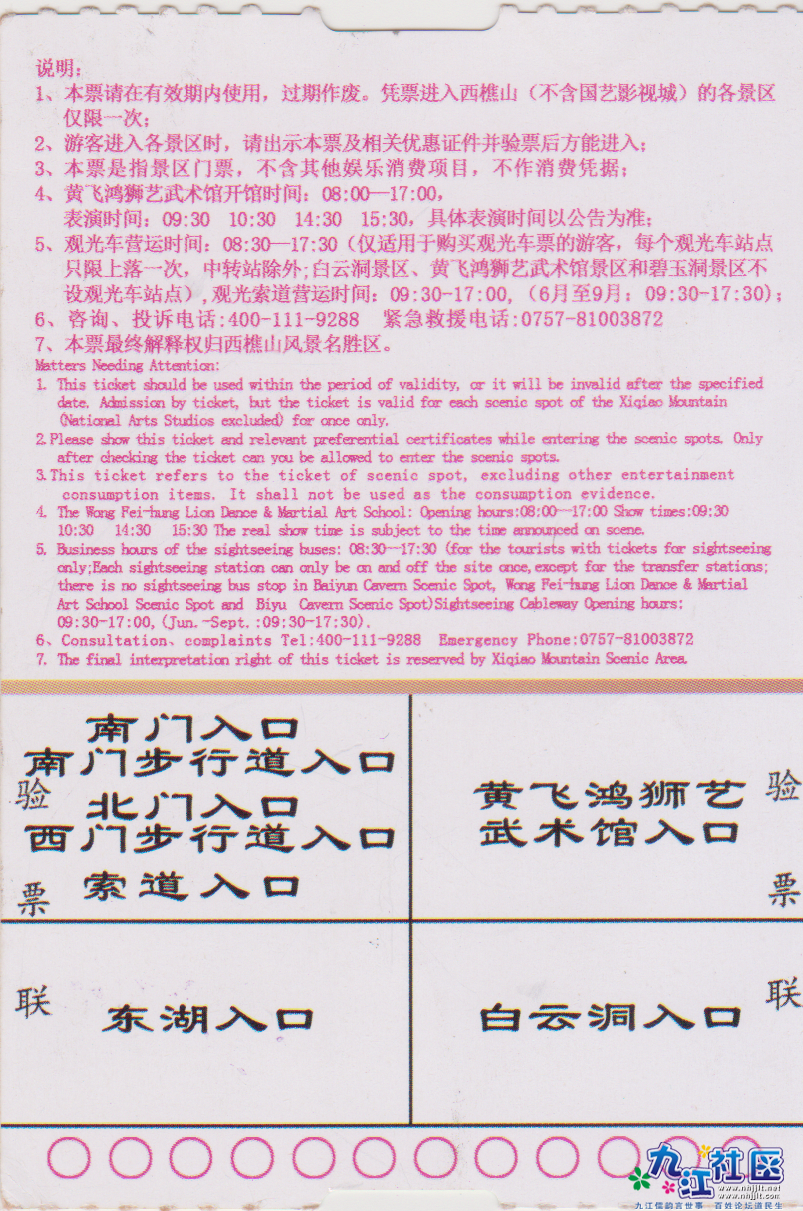 说明：
1、本票请在有效期内使用，过期作废。凭票进入西樵山（不含国艺影视城）的各景区
仅限一次；
2、游客进入各景区时，请出示本票及相关优惠证件并验票后方能进入；
3、本票是指景区门票，不含其他娱乐消费项目，不作消费凭据；
4、黄飞鸿狮艺武术馆开馆时间：08:00—17:00，
表演时间：09:30 10:30 14:30 15:30，具体表演时间以公告为准；
5、观光车营运时间：08:30—17:30（仅适用于购买观光车票的游客，每个观光车站点
只限上落一次，中转站除外;白云洞景区、黄飞鸿狮艺武术馆景区和碧玉洞景区不
设观光车站点）,观光索道营运时间：09:30-17:00,（6月至9月：09:30-17:30);
6、咨询、投诉电话:400-111-9288 紧急救援电话:0757-81003872
7、本票最终解释权归西樵山风景名胜区。
Matters Needing Attention:
1. This ticket should be used within the period of validity, or it will be invalid after the specified
date. Admission by ticket, but the ticket is valid for each scenic spot of the Xiqiao Mountain
(National Arts Studios excluded) for once only.
2.Please show this ticket and relevant preferential certificates while entering the scenic spots. Only
after checking the ticket can you be allowed to enter the scenic spots.
3.This ticket refers to the ticket of scenic spot, excluding other entertainment
consumption items. It shall not be used as the consumption evidence.
4. The Wong Fei-hung Lion Dance & Martial Art School: Opening hours:08:00—17:00 Show times:09:30
10:30 14:30 15:30 The real show time is subject to the time announced on scene.
5. Business hours of the sightseeing buses: 08:30—17:30 (for the tourists with tickets for sightseeing
only;Each sightseeing station can only be on and off the site once, except for the transfer stations;
there is no sightseeing bus stop in Baiyun Cavern Scenic Spot, Wong Fei-hung Lion Dance & Martial
Art School Scenic Spot and Biyu Cavern Scenic Spot)Sightseeing Cableway Opening hours:
09:30-17:00, (Jun.-Sept.:09:30-17:30).
6、Consultation、complaints Tel:400-111-9288 Emergency Phone:0757-81003872
7. The final interpretation right of this ticket is reserved by Xiqiao Mountain Scenic Area.
南门入口
南门步行道入口
北门入口
西门步行道入口
索道入口
验
票
黄飞鸿狮艺
武术馆入口
验
票
联
东湖入口
白云洞入口
联
九江社区
www.nhjjlt.net
www.nhjjlt.com
九江儒韵言世事 百姓论坛道民生